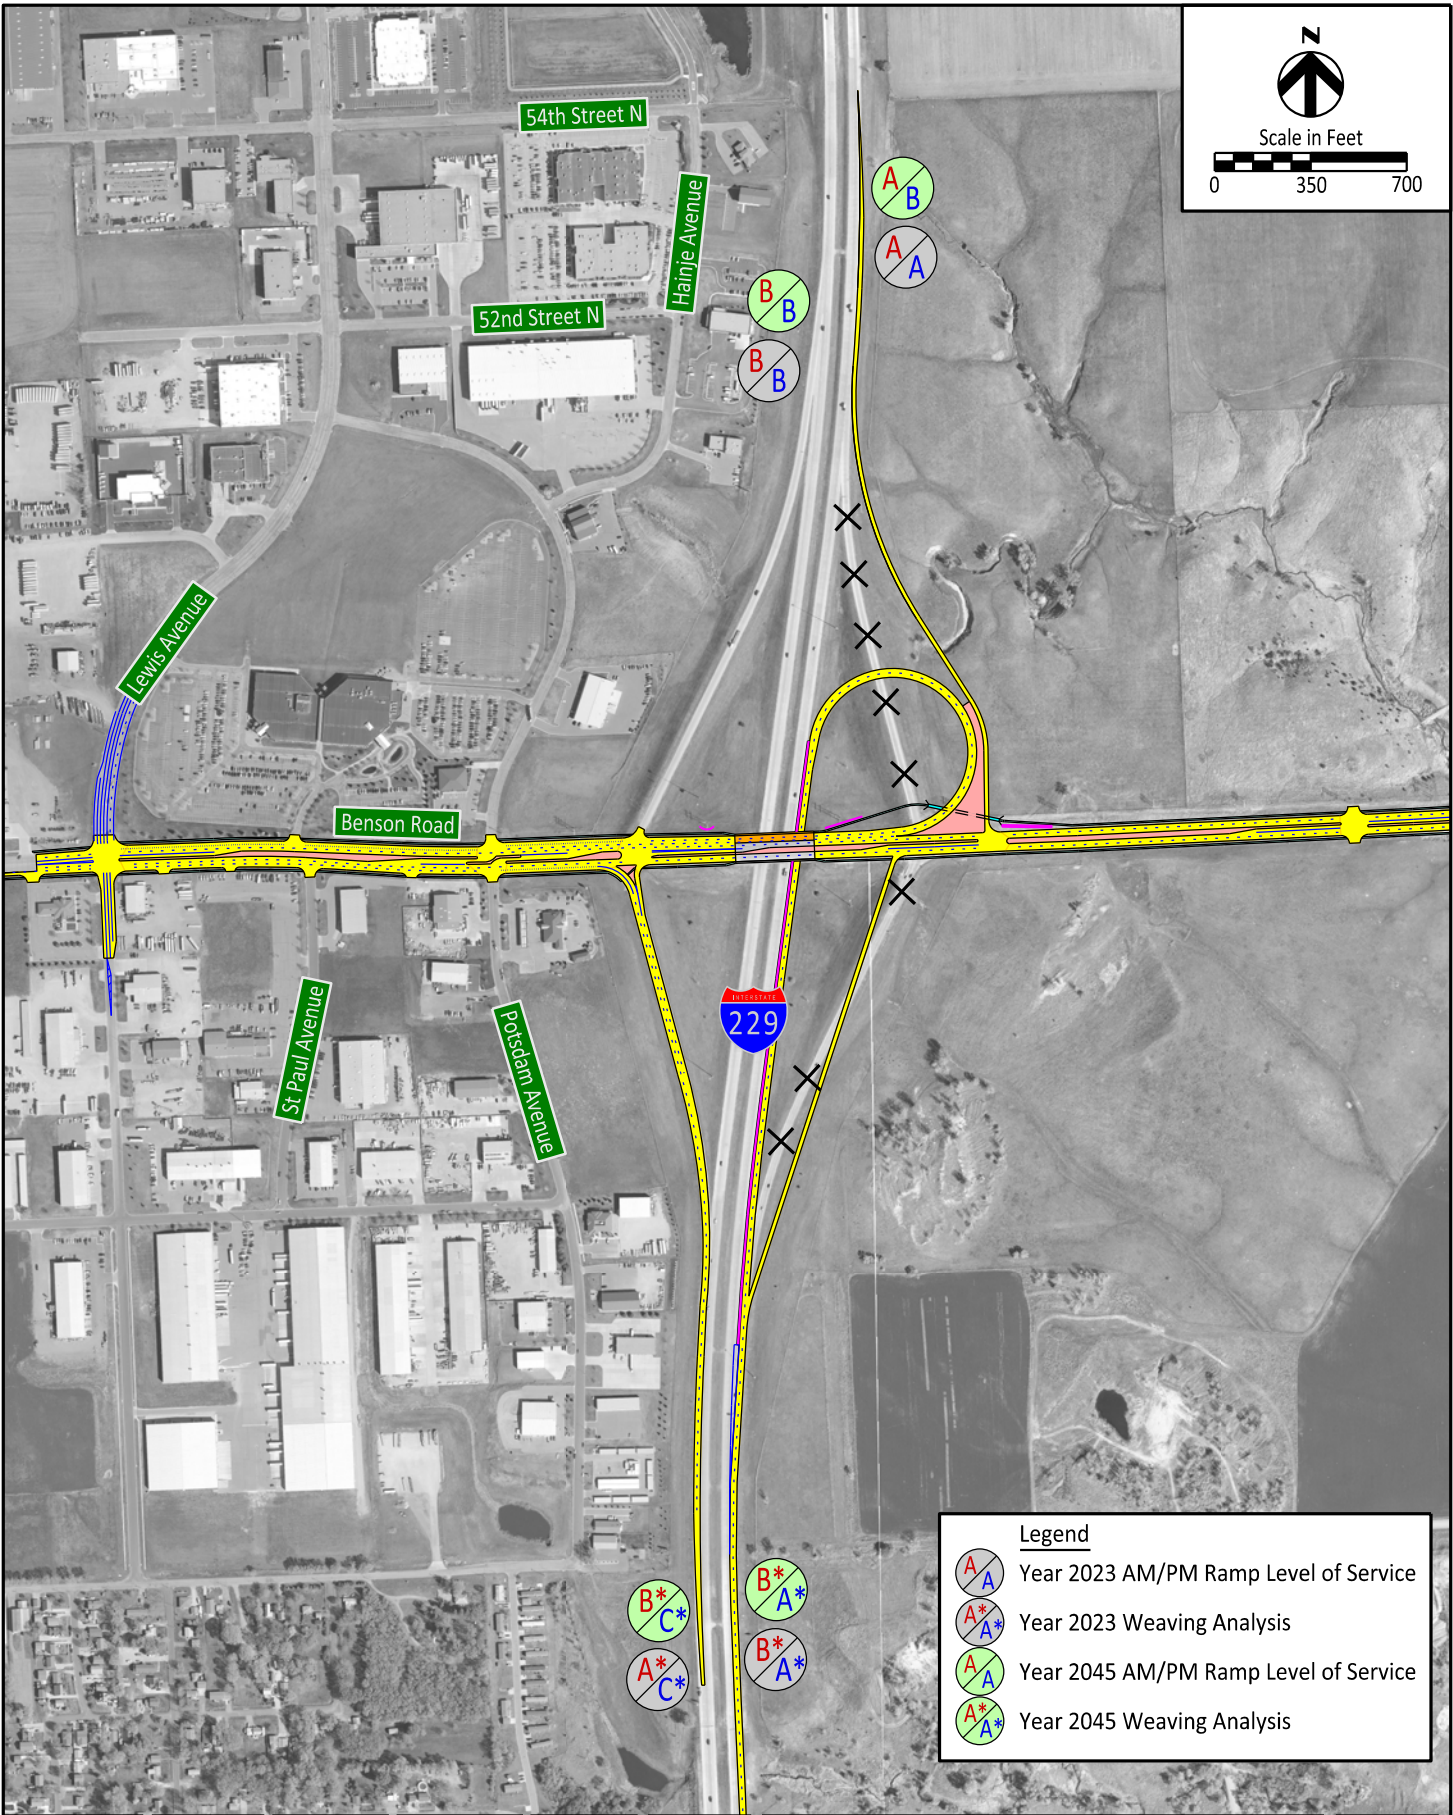 N
Scale in Feet
0 350 700
54th Street N
Hainje Avenue
A B
A A
B B
52nd Street N
B B
Lewis Avenue
Benson Road
INTERSTATE
229
St Paul Avenue
Potsdam Avenue
B* C*
A* C*
B* A*
B* A*
Legend
A A Year 2023 AM/PM Ramp Level of Service
A* A* Year 2023 Weaving Analysis
A A Year 2045 AM/PM Ramp Level of Service
A* A* Year 2045 Weaving Analysis